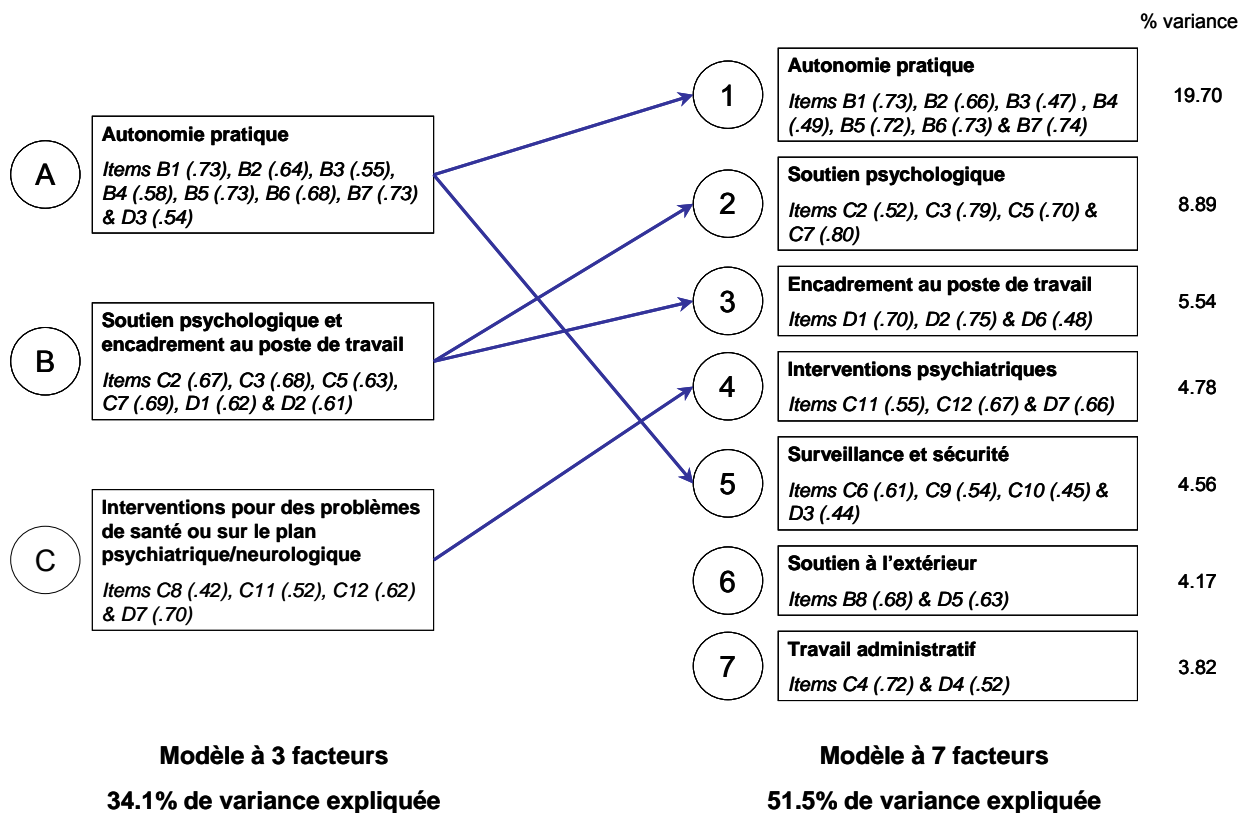 % variance
A
Autonomie pratique
Items B1 (.73), B2 (.64), B3 (.55),
B4 (.58), B5 (.73), B6 (.68), B7 (.73)
& D3 (.54)
B
Soutien psychologique et
encadrement au poste de travail
Items C2 (.67), C3 (.68), C5 (.63),
C7 (.69), D1 (.62) & D2 (.61)
C
Interventions pour des problèmes
de santé ou sur le plan
psychiatrique/neurologique
Items C8 (.42), C11 (.52), C12 (.62)
& D7 (.70)
1
Autonomie pratique
Items B1 (.73), B2 (.66), B3 (.47) , B4
(.49), B5 (.72), B6 (.73) & B7 (.74)
19.70
2
Soutien psychologique
Items C2 (.52), C3 (.79), C5 (.70) &
C7 (.80)
8.89
3
Encadrement au poste de travail
Items D1 (.70), D2 (.75) & D6 (.48)
5.54
4
Interventions psychiatriques
Items C11 (.55), C12 (.67) & D7 (.66)
4.78
5
Surveillance et sécurité
Items C6 (.61), C9 (.54), C10 (.45) &
D3 (.44)
4.56
6
Soutien à l'extérieur
Items B8 (.68) & D5 (.63)
4.17
7
Travail administratif
Items C4 (.72) & D4 (.52)
3.82
Modèle à 3 facteurs
34.1% de variance expliquée
Modèle à 7 facteurs
51.5% de variance expliquée